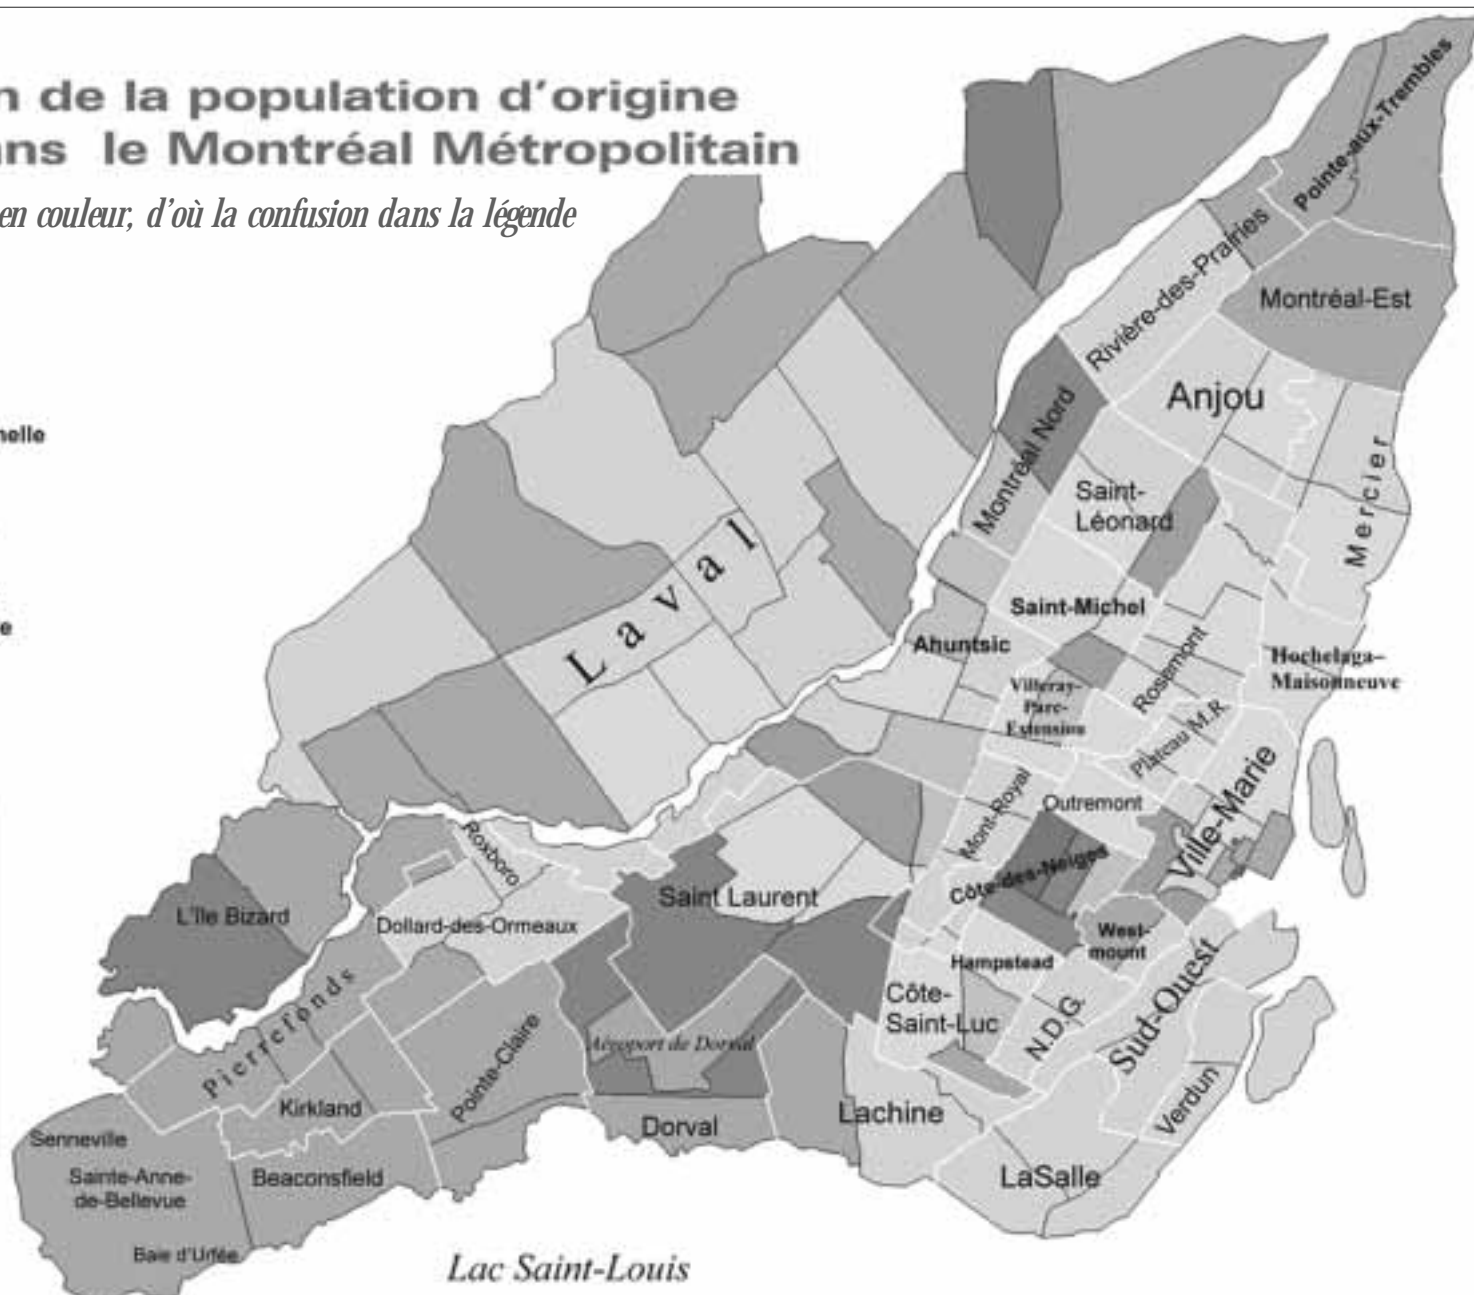 n de la population d'origine
ans le Montréal Métropolitain
en couleur, d'où la confusion dans la légende
nelle
e
Pointe-aux-Trembles
Rivière-des-Prairies
Montréal-Est
Anjou
Montréal Nord
Mercier
Saint-
Léonard
Laval
Saint-Michel
Ahuntsic
Rosemont
Hochelaga–
Maisonneuve
Villeray-
Parc-
Extension
Plateau M.R.
Ville-Marie
Mont-Royal
Outremont
Roxboro
Côte-des-Neiges
Saint Laurent
L'île Bizard
Dollard-des-Ormeaux
West-
mount
Hampstead
Sud-Ouest
Côte-
Saint-Luc
N.D.G.
Pierrefonds
Aéroport de Dorval
Pointe-Claire
Kirkland
Verdun
Lachine
Dorval
Senneville
Sainte-Anne-
de-Bellevue
Beaconsfield
LaSalle
Baie d'Urfée
Lac Saint-Louis